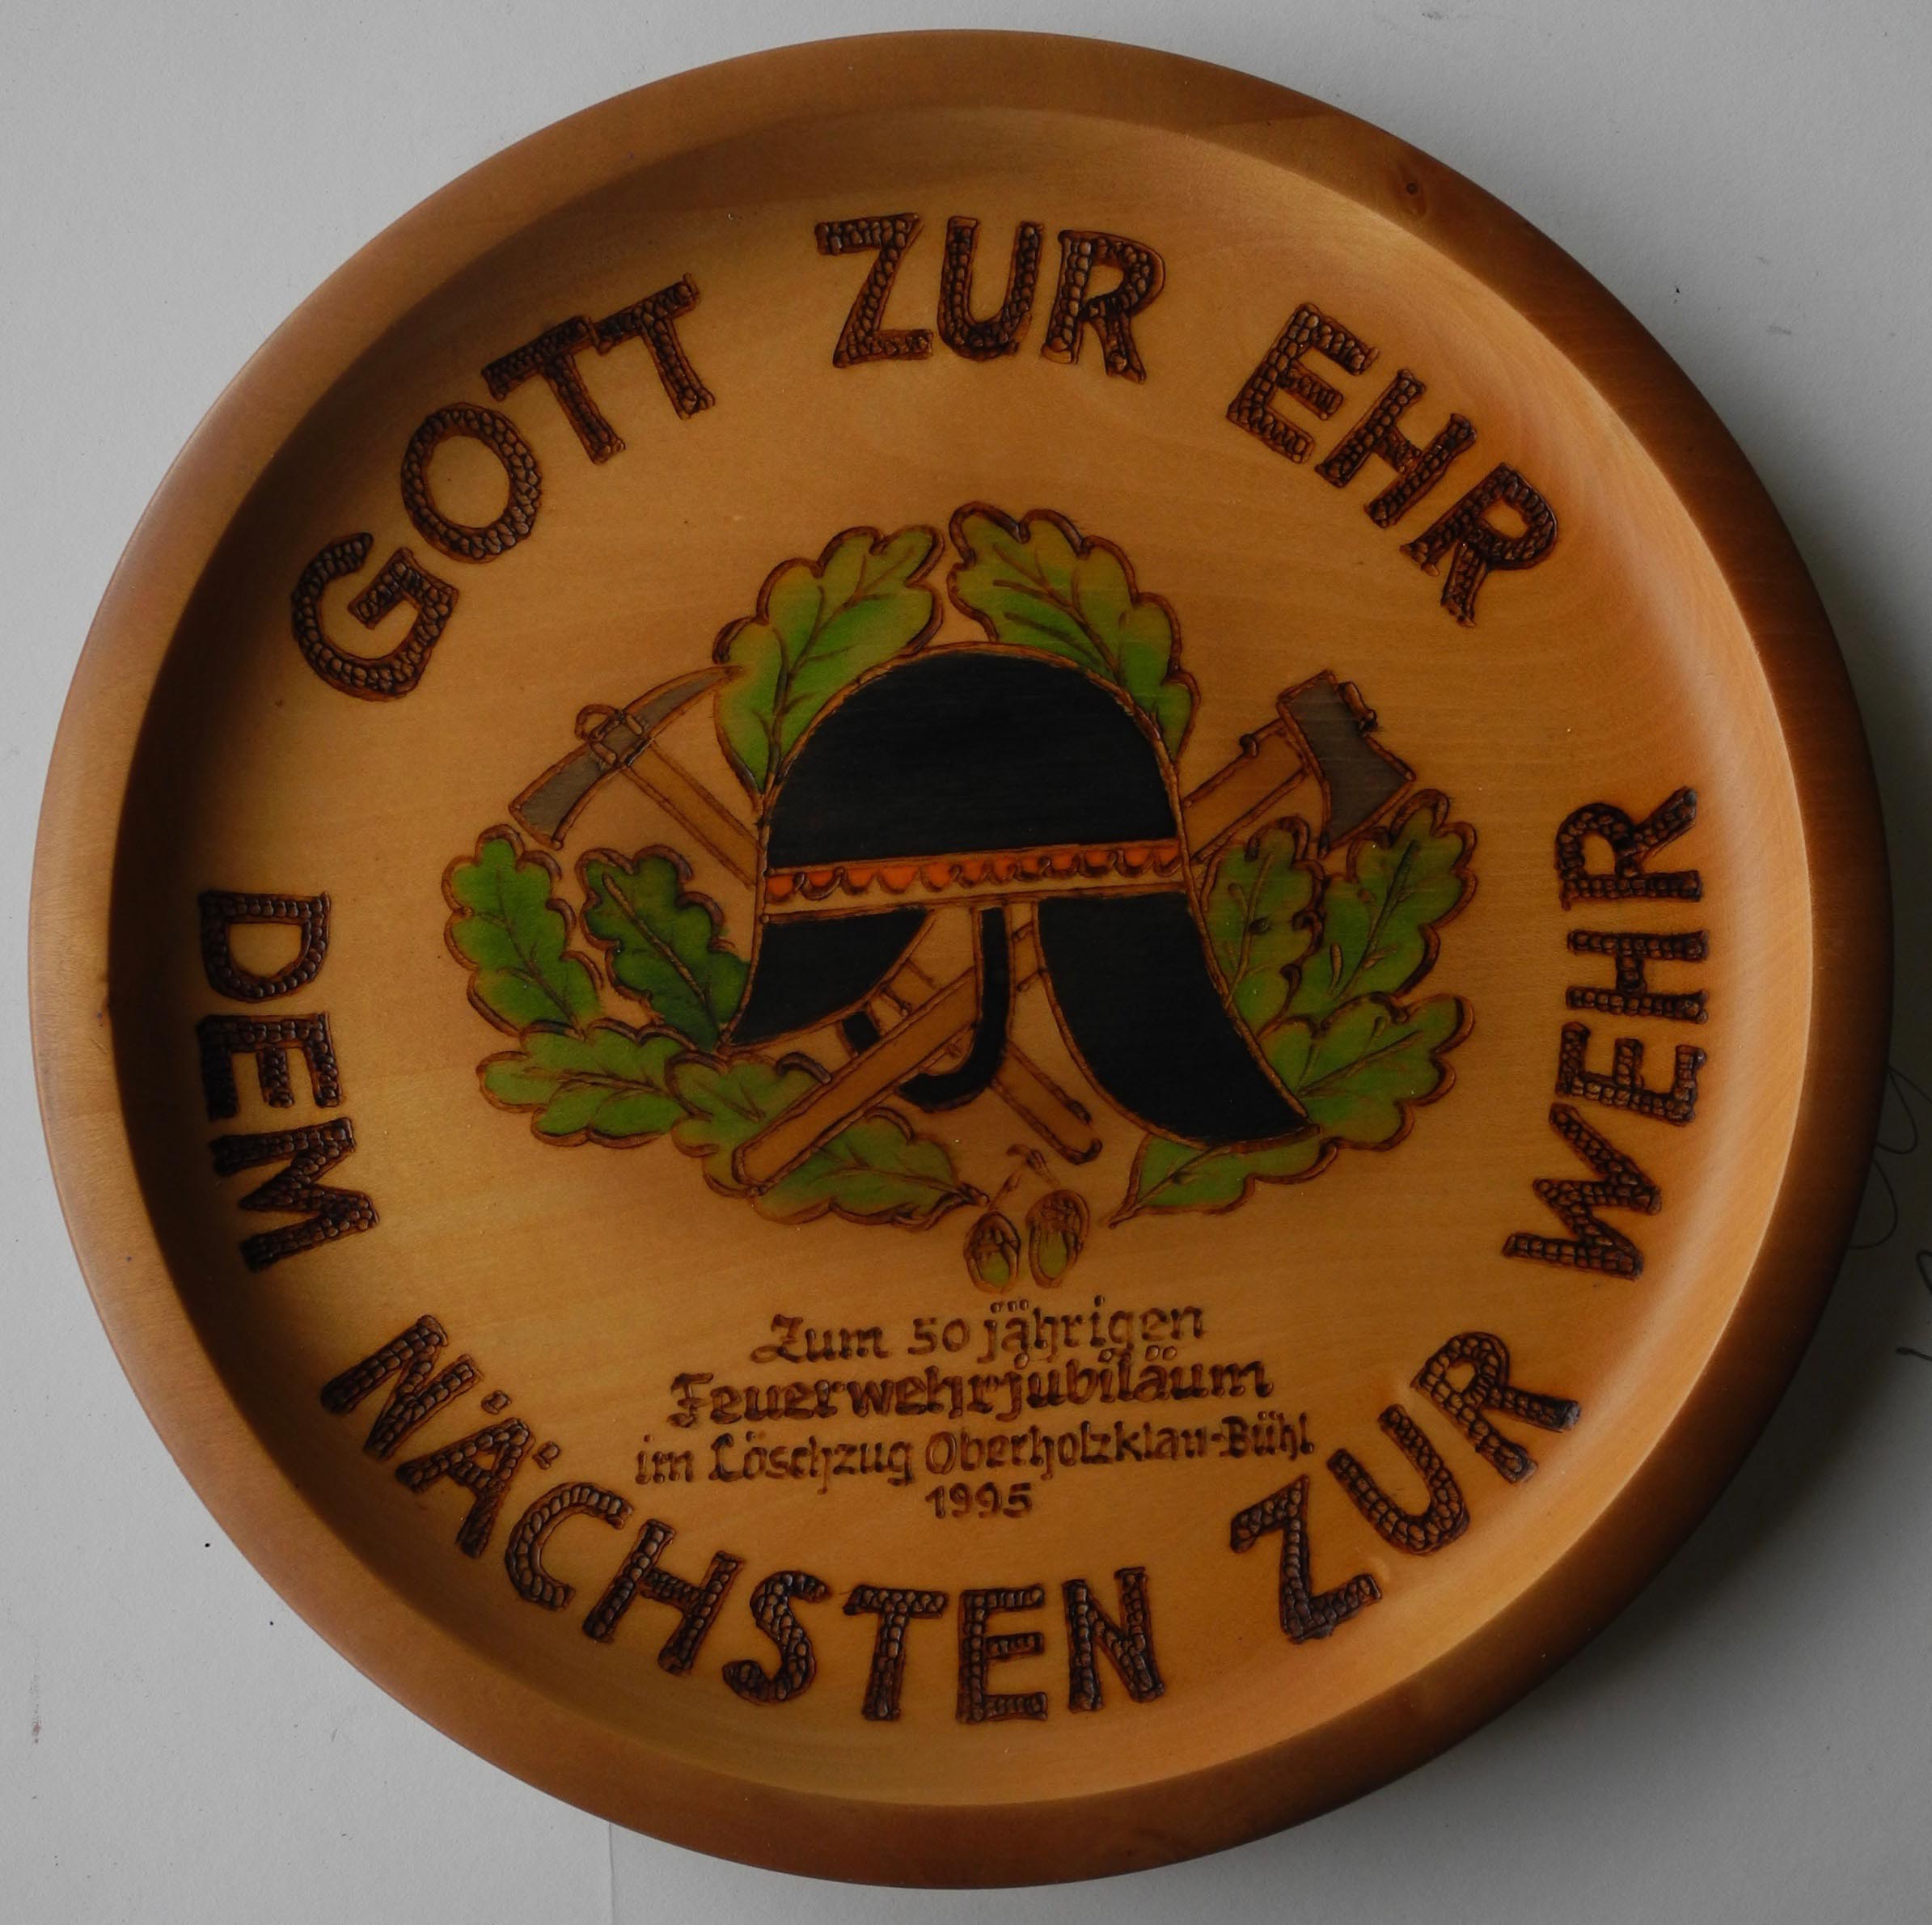 GOTT ZUR EHR
DEM NÄCHSTEN ZUR WEHR
Zum 50 jährigen
Feuerwehrjubiläum
im Löschzug Oberholzklau-Bühl
1995